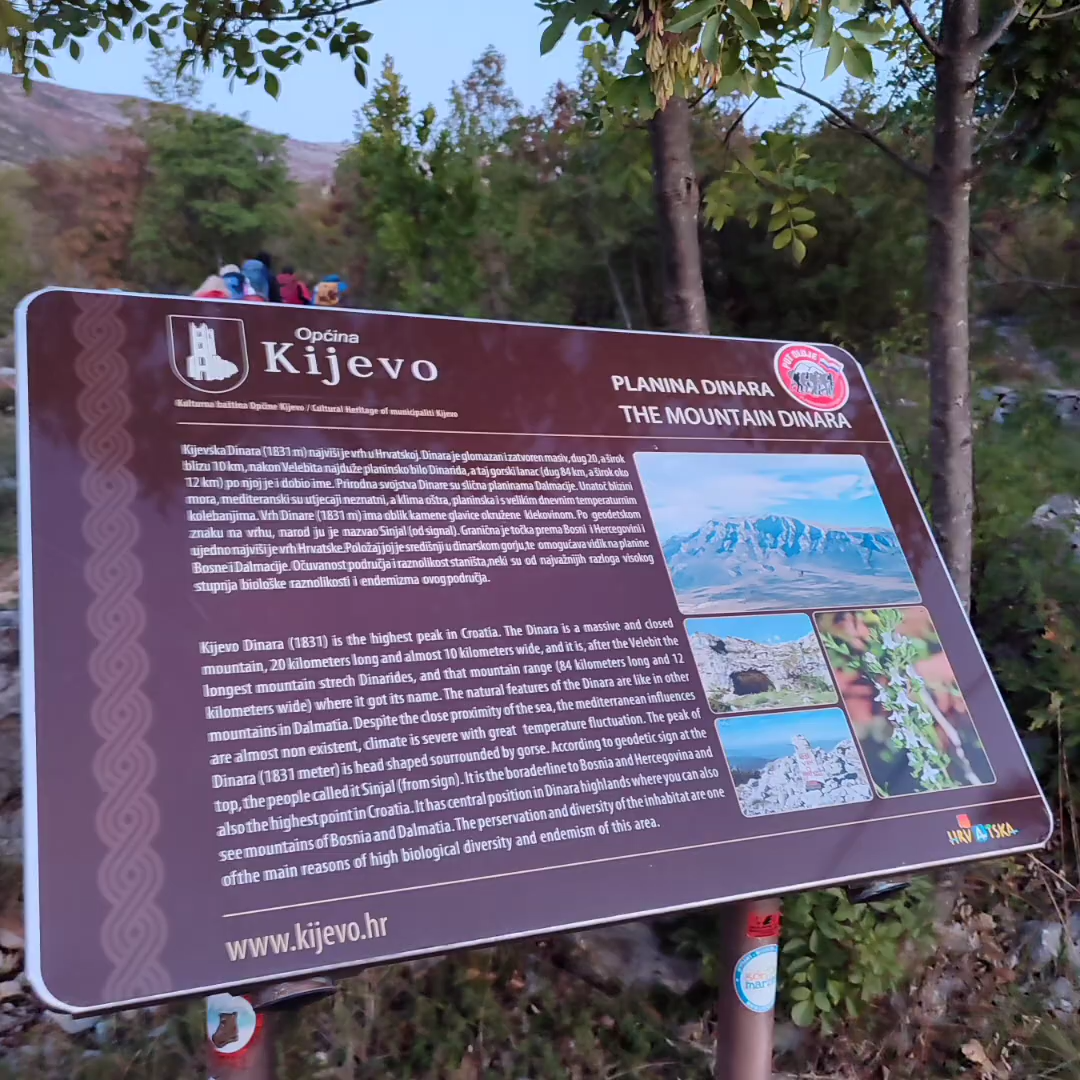 Općina
Kijevo
Kulturna baština Općine Kijevo / Cultural Heritage of municipaliti Kijevo
PLANINA DINARA
THE MOUNTAIN DINARA
Kijevska Dinara (1831 m) najviši je vrh u Hrvatskoj. Dinara je glomazan i zatvoren masiv, dug 20, a širok
blizu 10 km, nakon Velebita najduže planinsko bilo Dinarida, a taj gorski lanac (dug 84 km, a širok oko
12 km) po njoj je i dobio ime. Prirodna svojstva Dinare su slična planinama Dalmacije. Unatoč blizini
mora, mediteranski su utjecaji neznatni, a klima oštra, planinska i s velikim dnevnim temperaturnim
kolebanjima. Vrh Dinare (1831 m) ima oblik kamene glavice okružene klekovinom. Po geodetskom
znaku na vrhu, narod ju je nazvao Sinjal (od signal). Granična je točka prema Bosni i Hercegovini i
ujedno najviši je vrh Hrvatske. Položaj joj je središnji u dinarskom gorju, te omogućava vidik na planine
Bosne i Dalmacije. Očuvanost područja i raznolikost staništa, neki su od najvažnijih razloga visokog
stupnja biološke raznolikosti i endemizma ovog područja.
Kijevo Dinara (1831) is the highest peak in Croatia. The Dinara is a massive and closed
mountain, 20 kilometers long and almost 10 kilometers wide, and it is, after the Velebit the
longest mountain strech Dinarides, and that mountain range (84 kilometers long and 12
kilometers wide) where it got its name. The natural features of the Dinara are like in other
mountains in Dalmatia. Despite the close proximity of the sea, the mediterranean influences
are almost non existent, climate is severe with great temperature fluctuation. The peak of
Dinara (1831 meter) is head shaped sourrounded by gorse. According to geodetic sign at the
top, the people called it Sinjal (from sign). It is the boraderline to Bosnia and Hercegovina and
also the highest point in Croatia. It has central position in Dinara highlands where you can also
see mountains of Bosnia and Dalmatia. The perservation and diversity of the inhabitat are one
of the main reasons of high biological diversity and endemism of this area.
HRVATSKA
www.kijevo.hr